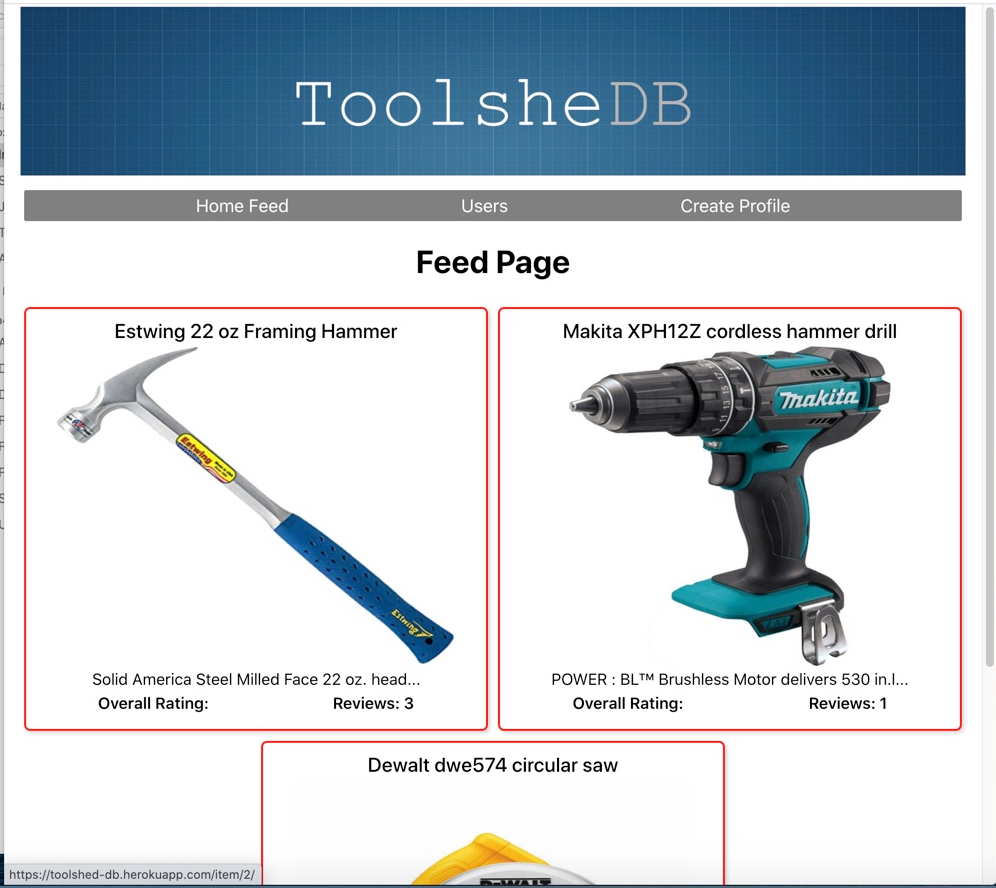 ToolsheDB
Home Feed Users Create Profile
Feed Page
Estwing 22 oz Framing Hammer
Estwing
Estwing
Solid America Steel Milled Face 22 oz. head...
Overall Rating: Reviews: 3
Makita XPH12Z cordless hammer drill
makita
POWER : BL™ Brushless Motor delivers 530 in.l...
Overall Rating: Reviews: 1
Dewalt dwe574 circular saw
DEWALT
https://toolshed-db.herokuapp.com/item/2/